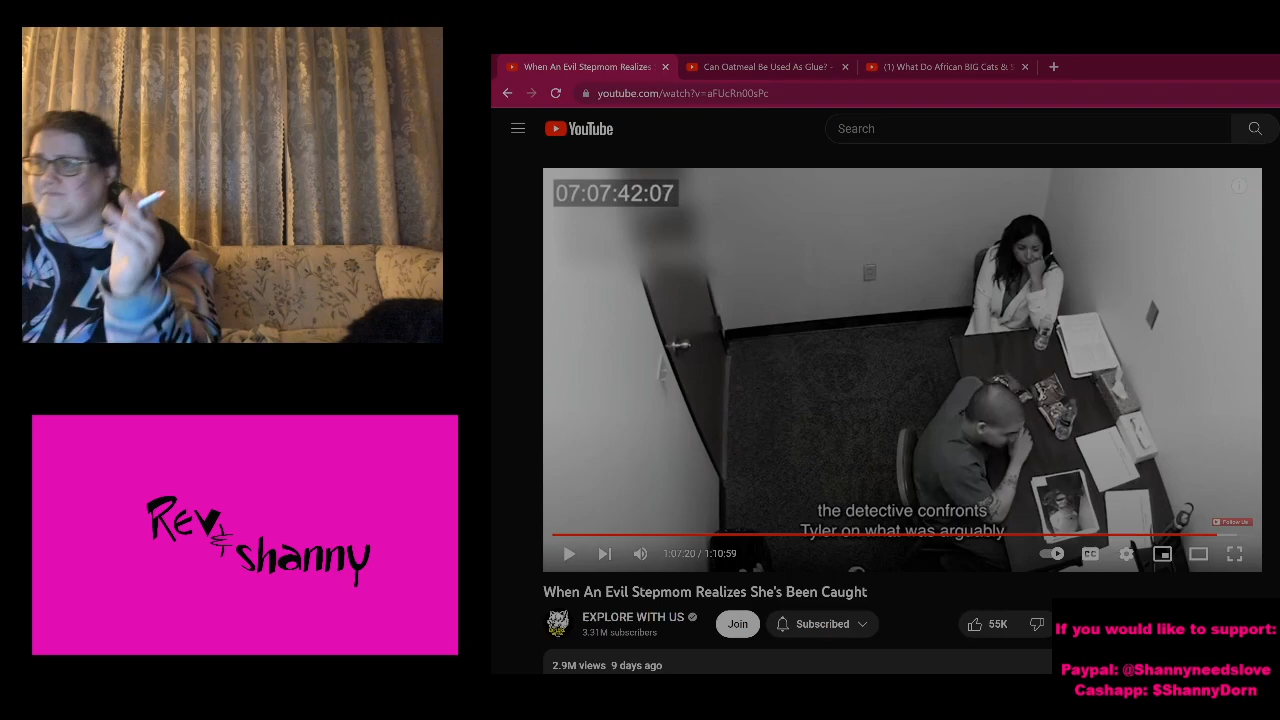 When An Evil Stepmom Realizes
Can Oatmeal Be Used As Glue? -
(1) What Do African BIG Cats &
youtube.com/watch?v=aFUcRn00sPc
YouTube
Search
07:07:42:07
the detective confronts
Tyler on what was arguably
Follow Us
1:07:20 / 1:10:59
CC
When An Evil Stepmom Realizes She's Been Caught
EXPLORE WITH US
3.31M subscribers
Join
Subscribed
55K
2.9M views 9 days ago
Rev
&
shanny
If you would like to support:
Paypal: @Shannyneedslove
Cashapp: $ShannyDorn